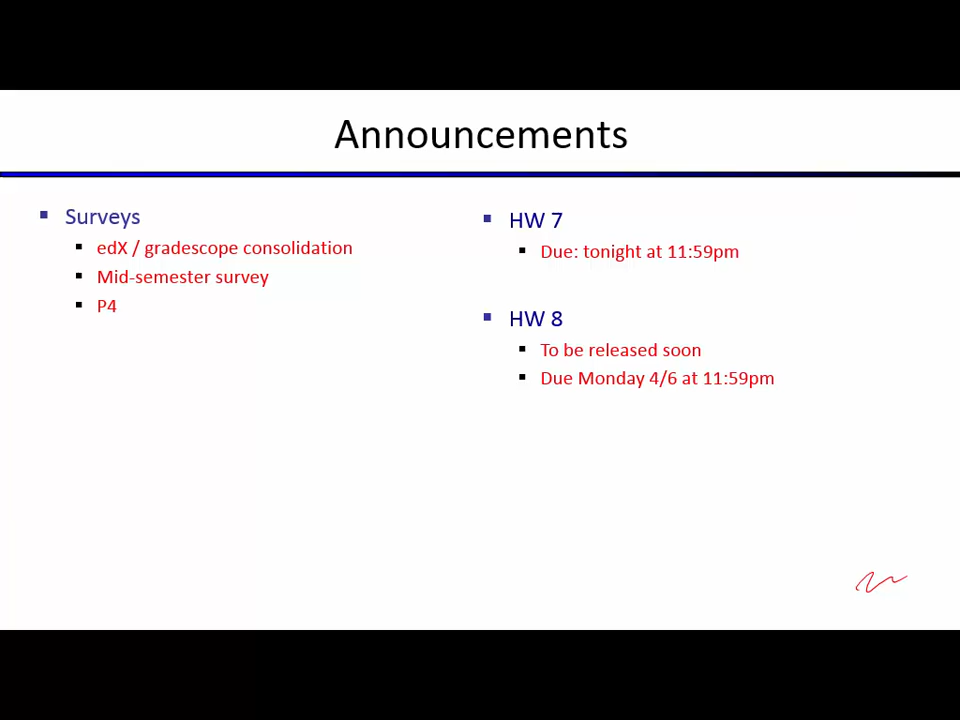 Announcements
Surveys
edX / gradescope consolidation
Mid-semester survey
P4
HW 7
Due: tonight at 11:59pm
HW 8
To be released soon
Due Monday 4/6 at 11:59pm